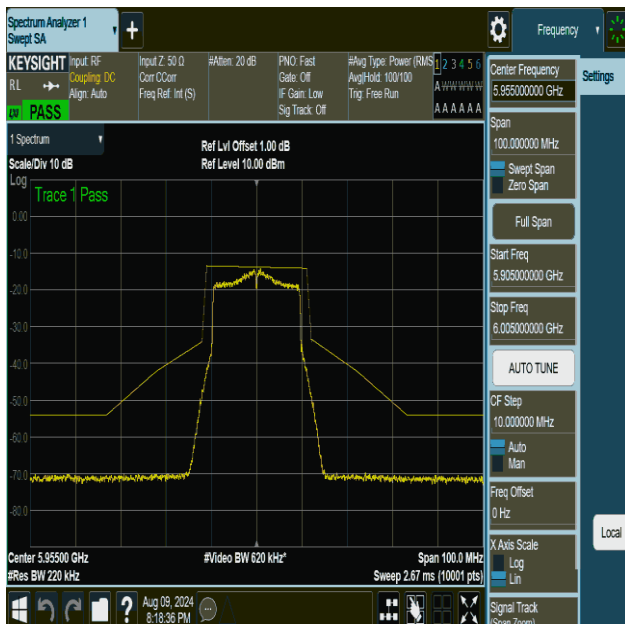 Spectrum Analyzer 1
Swept SA
+
Frequency
KEYSIGHT
RL
PASS
Input: RF
Coupling: DC
Align: Auto
Input Z: 50 Ω
Corr CCorr
Freq Ref: Int (S)
#Atten: 20 dB
PNO: Fast
Gate: Off
IF Gain: Low
Sig Track: Off
#Avg Type: Power (RMS
Avg|Hold: 100/100
Trig: Free Run
1 2 3 4 5 6
A W W W W W
A A A A A A
Center Frequency
5.955000000 GHz
Settings
Span
100.000000 MHz
Swept Span
Zero Span
Full Span
Start Freq
5.905000000 GHz
Stop Freq
6.005000000 GHz
AUTO TUNE
CF Step
10.000000 MHz
Auto
Man
Freq Offset
0 Hz
X Axis Scale
Log
Lin
Local
Signal Track
(Span Zoom)
1 Spectrum
Scale/Div 10 dB
Log
Ref Lvl Offset 1.00 dB
Ref Level 10.00 dBm
Trace 1 Pass
0.00
-10.0
-20.0
-30.0
-40.0
-50.0
-60.0
-70.0
-80.0
Center 5.95500 GHz
#Res BW 220 kHz
#Video BW 620 kHz*
Span 100.0 MHz
Sweep 2.67 ms (10001 pts)
?
Aug 09, 2024
8:18:36 PM